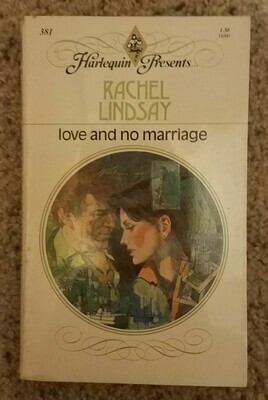 381
Harlequin Presents
RACHEL
LINDSAY
love and no marriage